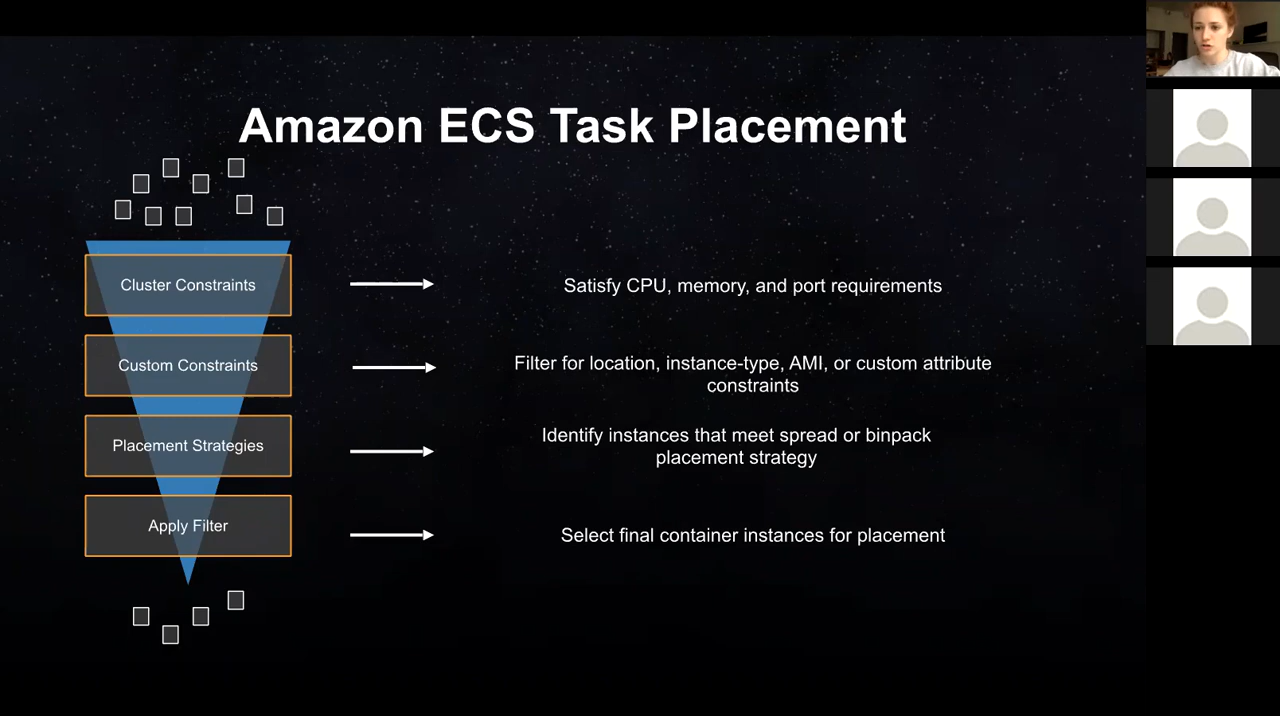 Amazon ECS Task Placement
Cluster Constraints
Satisfy CPU, memory, and port requirements
Custom Constraints
Filter for location, instance-type, AMI, or custom attribute
constraints
Placement Strategies
Identify instances that meet spread or binpack
placement strategy
Apply Filter
Select final container instances for placement